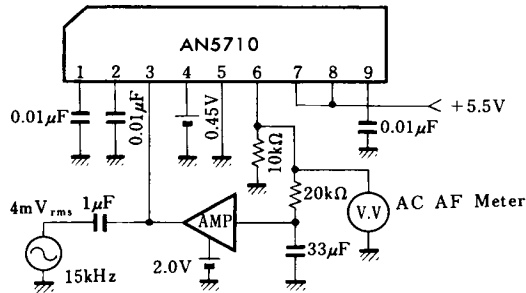 AN5710
1 2 3 4 5 6 7 8 9
0.01μF
0.01μF
0.45V
+5.5V
0.01μF
10kΩ
20kΩ
AC AF Meter
V.V
4mVrms
1μF
AMP
33μF
2.0V
15kHz